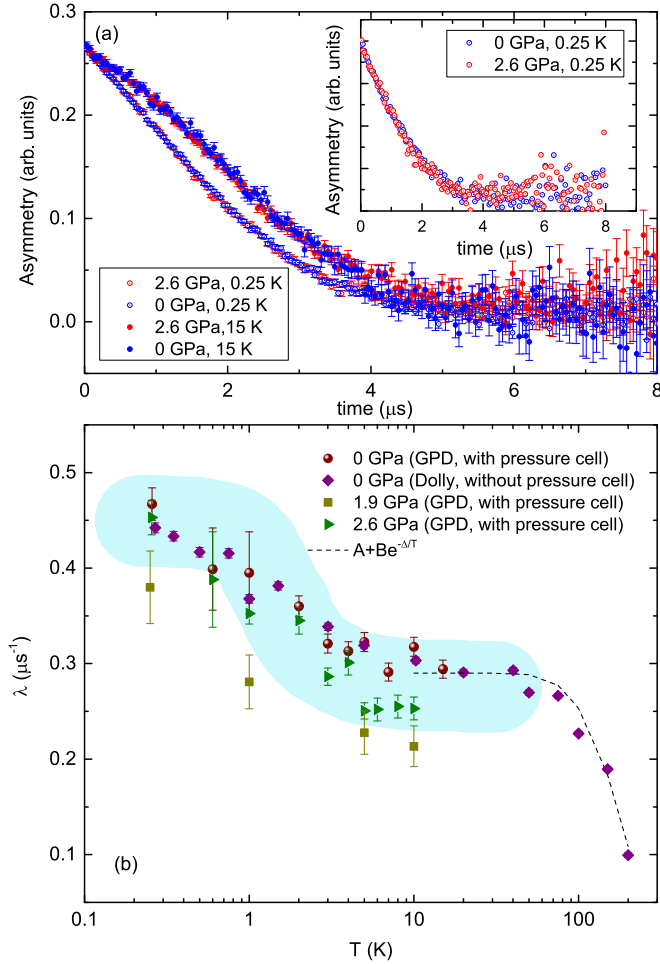 (a)
0.3
0.2
0.1
0.0
Asymmetry (arb. units)
2.6 GPa, 0.25 K
0 GPa, 0.25 K
2.6 GPa,15 K
0 GPa, 15 K
0 2 4 6 8
time (μs)
Asymmetry (arb. units)
0 GPa, 0.25 K
2.6 GPa, 0.25 K
0 2 4 6 8
time (μs)
0.5
0.4
0.3
0.2
0.1
λ (μs⁻¹)
0 GPa (GPD, with pressure cell)
0 GPa (Dolly, without pressure cell)
1.9 GPa (GPD, with pressure cell)
2.6 GPa (GPD, with pressure cell)
A+Be^-Δ/T
(b)
0.1 1 10 100
T (K)